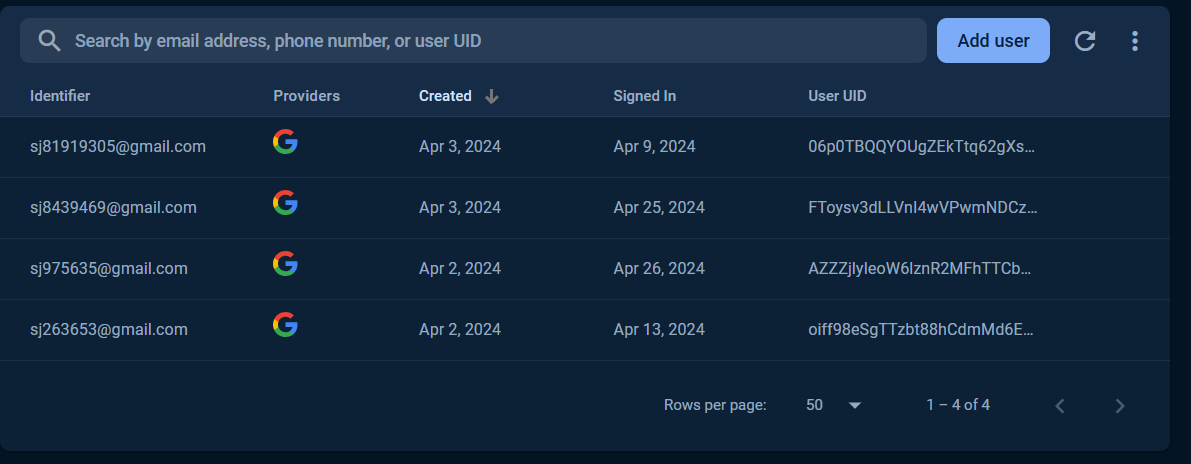 Search by email address, phone number, or user UID Add user
Identifier Providers Created Signed In User UID
sj81919305@gmail.com Apr 3, 2024 Apr 9, 2024 06p0TBQQYOUgZEkTtq62gXs...
sj8439469@gmail.com Apr 3, 2024 Apr 25, 2024 FToysv3dLLVnI4wVPwmNDCz...
sj975635@gmail.com Apr 2, 2024 Apr 26, 2024 AZZZjlyleoW6lznR2MFhTTCb...
sj263653@gmail.com Apr 2, 2024 Apr 13, 2024 oiff98eSgTTzbt88hCdmMd6E...
Rows per page: 50 1 – 4 of 4